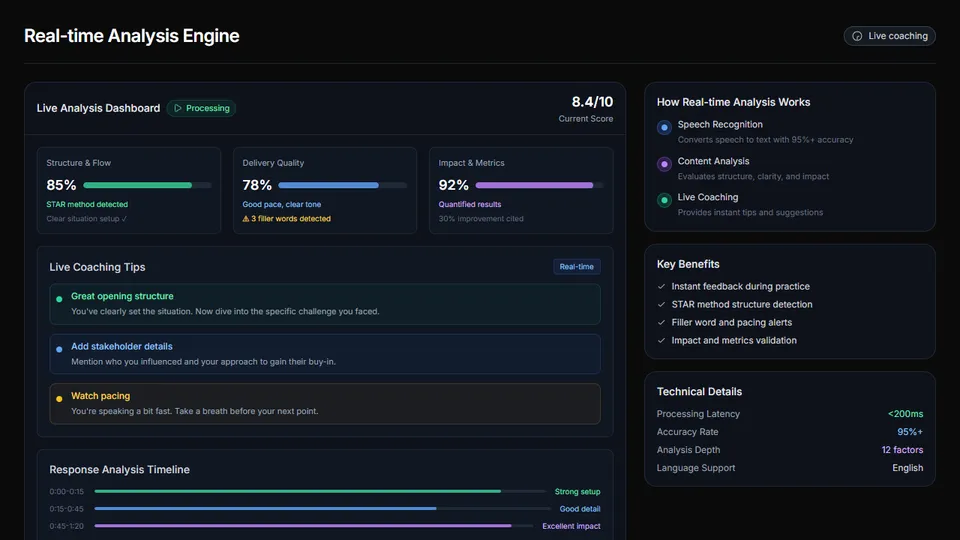 Real-time Analysis Engine
Live coaching
Live Analysis Dashboard
Processing
8.4/10
Current Score
Structure & Flow
85%
STAR method detected
Clear situation setup ✓
Delivery Quality
78%
Good pace, clear tone
⚠ 3 filler words detected
Impact & Metrics
92%
Quantified results
30% improvement cited
Live Coaching Tips
Real-time
Great opening structure
You've clearly set the situation. Now dive into the specific challenge you faced.
Add stakeholder details
Mention who you influenced and your approach to gain their buy-in.
Watch pacing
You're speaking a bit fast. Take a breath before your next point.
Response Analysis Timeline
0:00-0:15 Strong setup
0:15-0:45 Good detail
0:45-1:20 Excellent impact
How Real-time Analysis Works
Speech Recognition
Converts speech to text with 95%+ accuracy
Content Analysis
Evaluates structure, clarity, and impact
Live Coaching
Provides instant tips and suggestions
Key Benefits
✓ Instant feedback during practice
✓ STAR method structure detection
✓ Filler word and pacing alerts
✓ Impact and metrics validation
Technical Details
Processing Latency <200ms
Accuracy Rate 95%+
Analysis Depth 12 factors
Language Support English